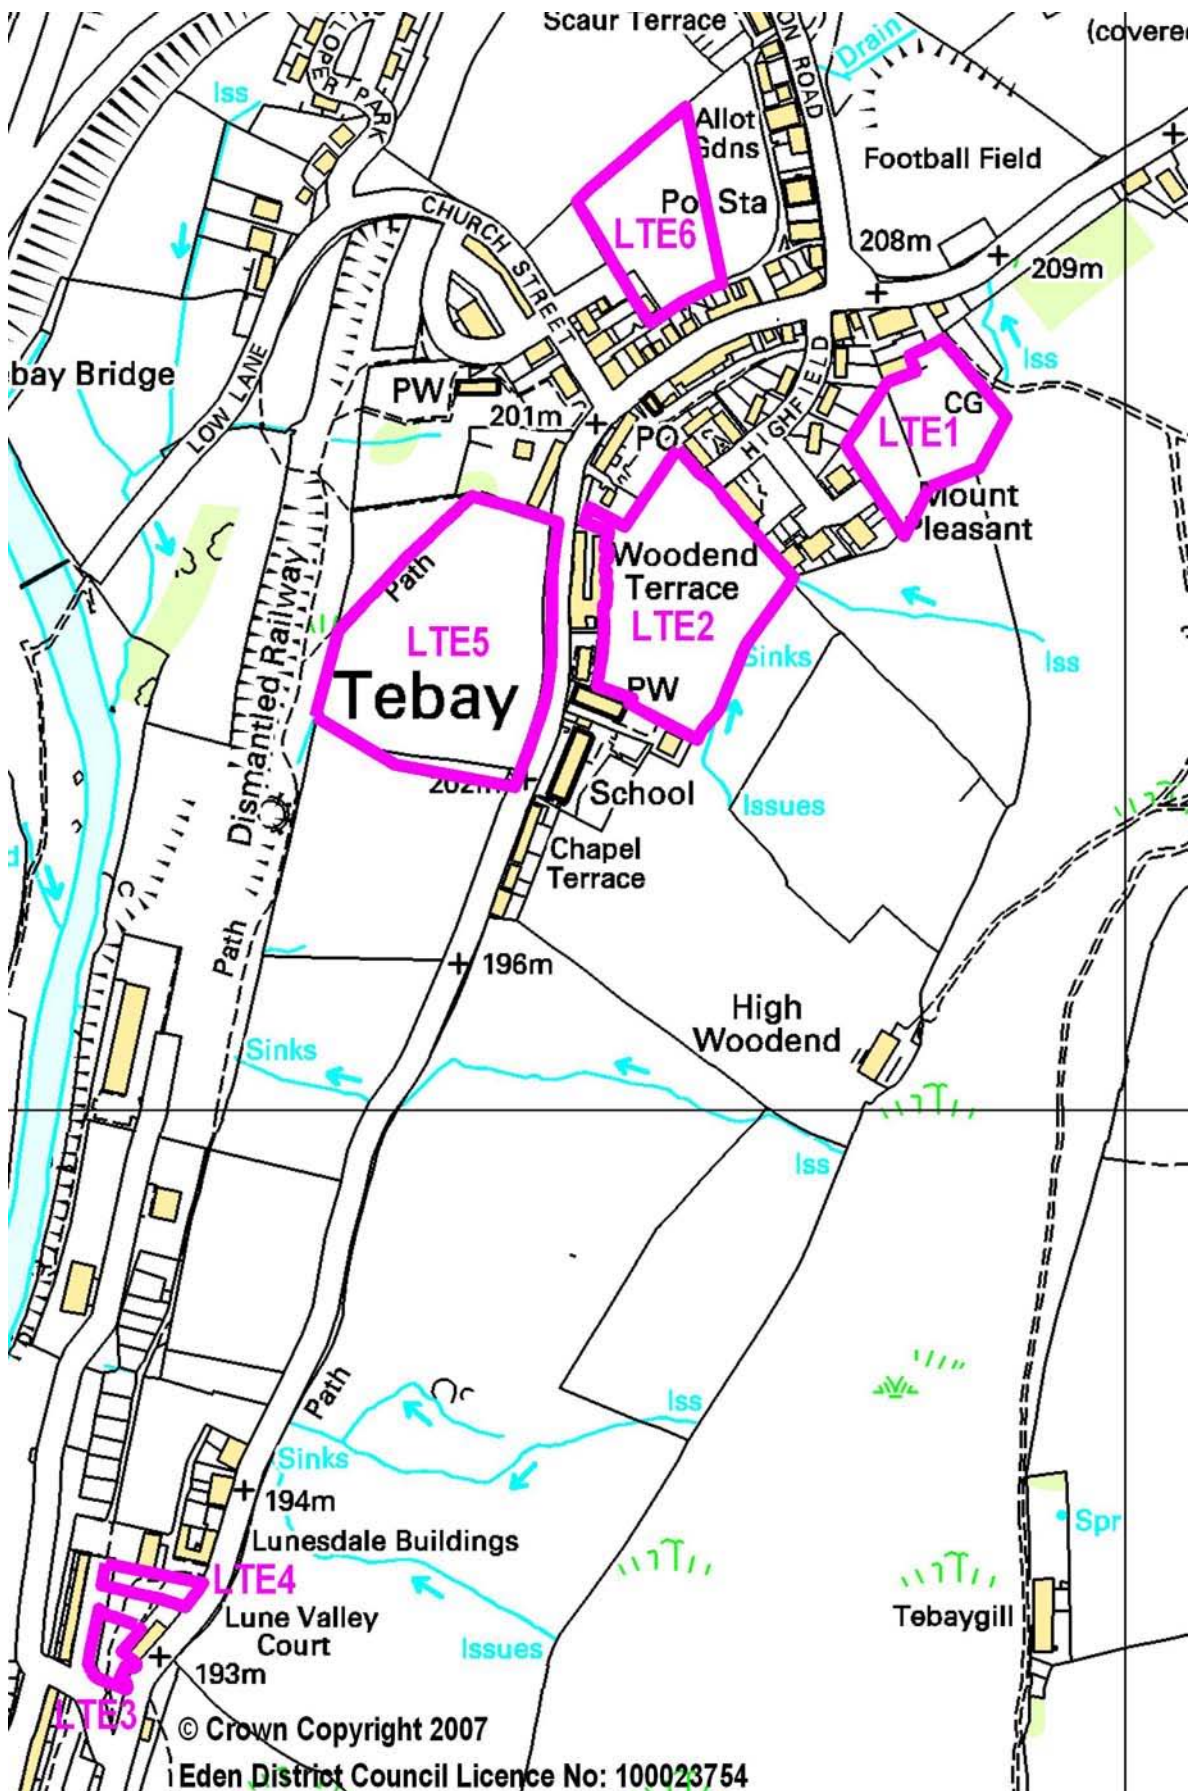 Scaur Terrace
ON ROAD
Drain
(covere
LOPER PARK
Iss
Allot
Gdns
Football Field
Po Sta
LTE6
CHURCH STREET
208m
209m
Iss
bay Bridge
LOW LANE
PW
201m
PO
HIGHFIELD
CG
LTE1
Mount
Pleasant
Path
Woodend
Terrace
LTE2
LTE5
Tebay
Sinks
Iss
PW
Dismantled Railway
202m
School
Issues
Chapel
Terrace
Path
196m
High
Woodend
Sinks
Iss
Path
Iss
Sinks
194m
Lunesdale Buildings
Spr
LTE4
Lune Valley
Court
Tebaygill
Issues
193m
LTE3
© Crown Copyright 2007
Eden District Council Licence No: 100023754